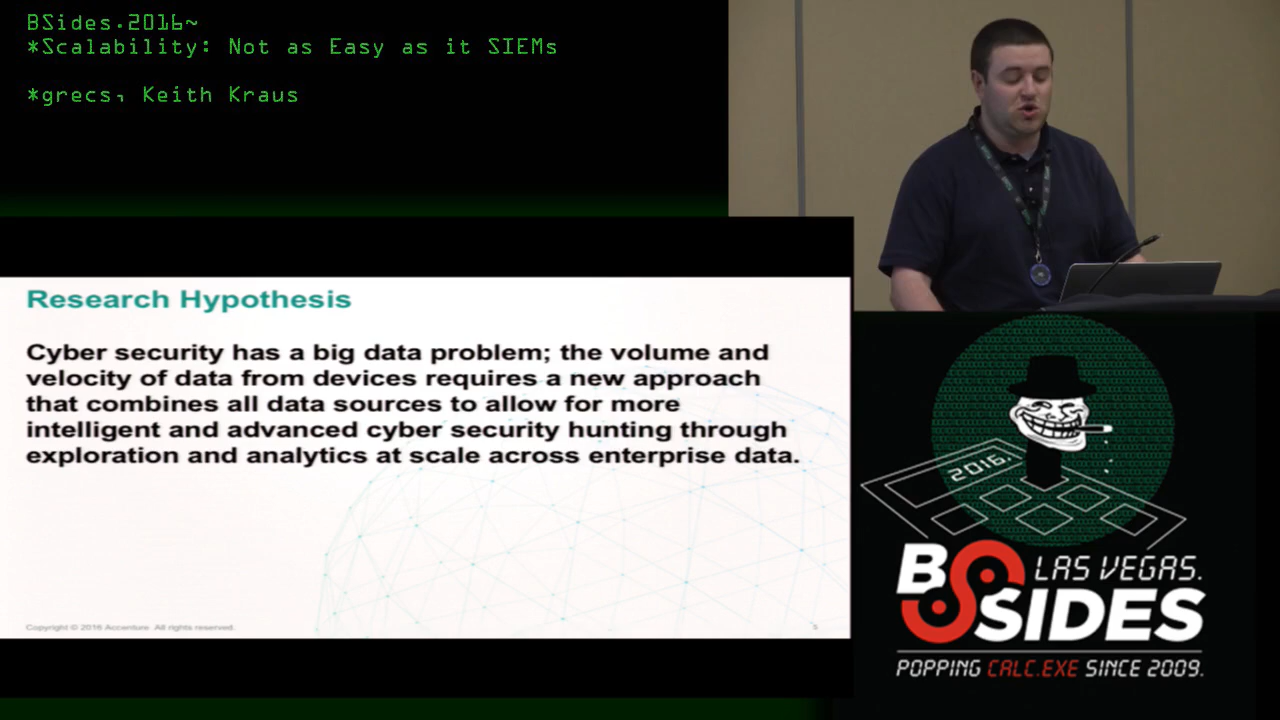 BSides.2016~
*Scalability: Not as Easy as it SIEMs
*grecs, Keith Kraus
Research Hypothesis
Cyber security has a big data problem; the volume and
velocity of data from devices requires a new approach
that combines all data sources to allow for more
intelligent and advanced cyber security hunting through
exploration and analytics at scale across enterprise data.
Copyright © 2016 Accenture All rights reserved.
5
2016.
BSIDES
LAS VEGAS.
POPPING CALC.EXE SINCE 2009.